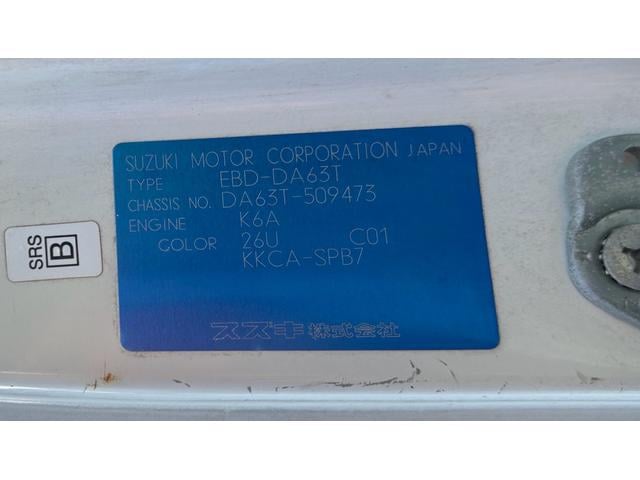 SUZUKI MOTOR CORPORATION JAPAN
TYPE EBD-DA63T
CHASSIS NO. DA63T-509473
ENGINE K6A
COLOR 26U C01
KKCA-SPB7
スズキ株式会社
SRS
B